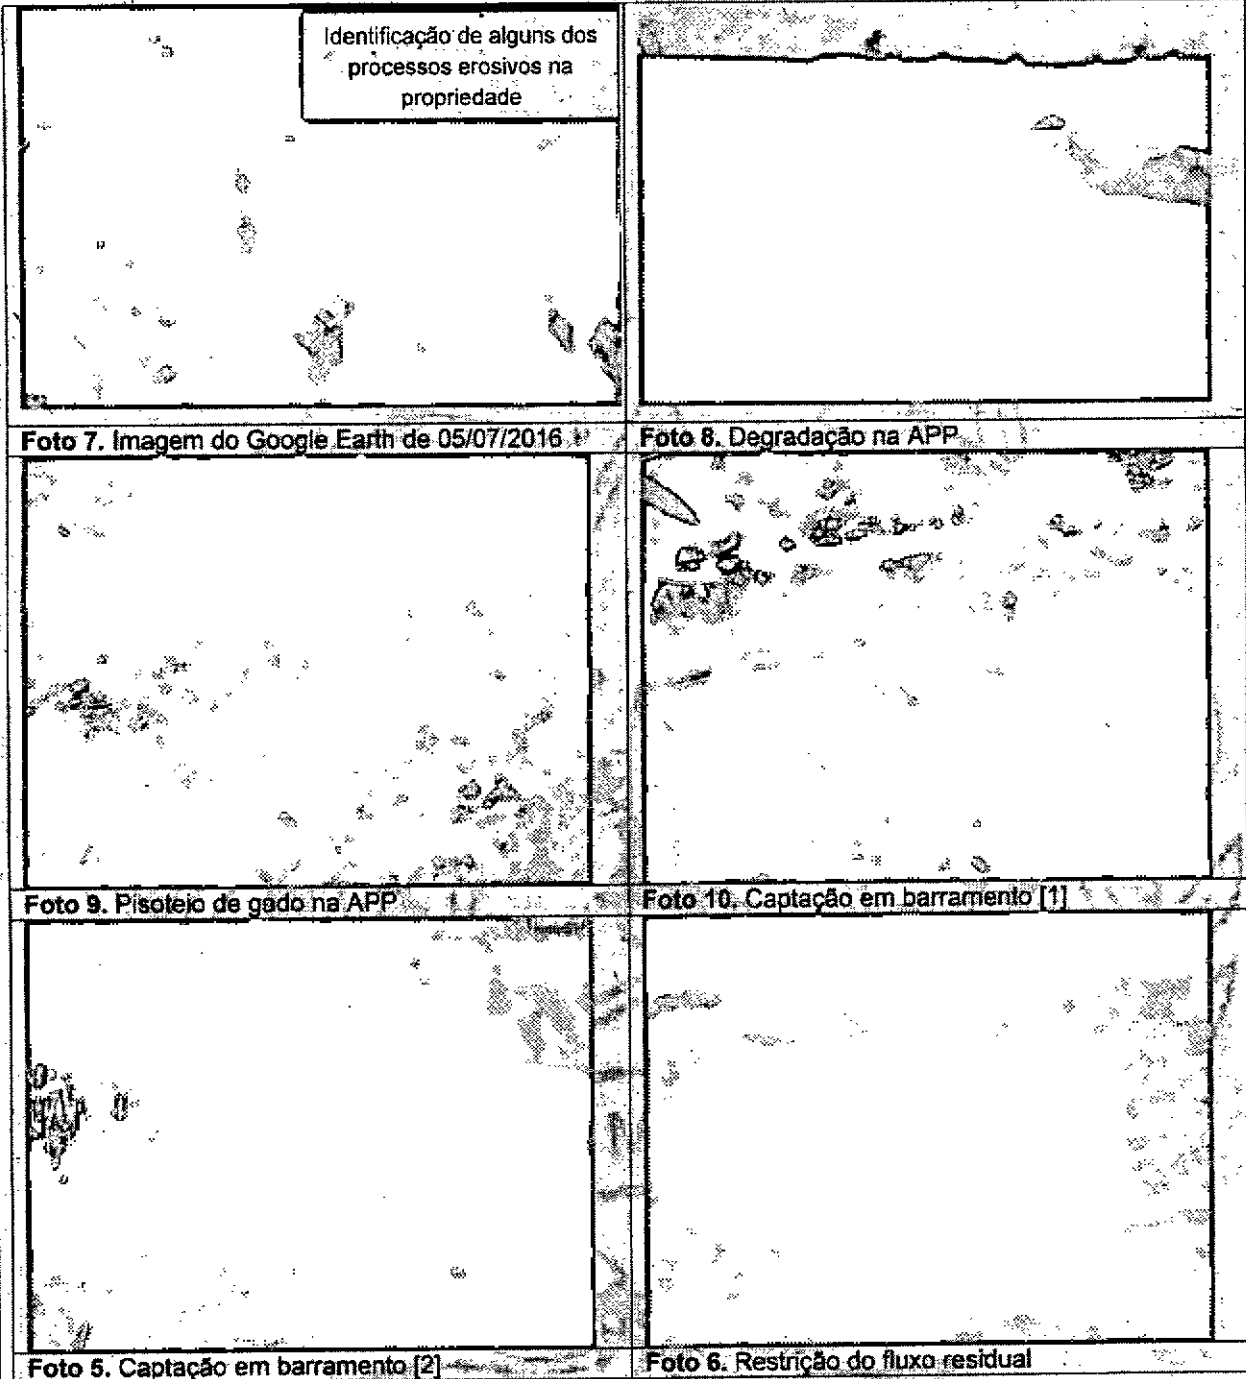 Identificação de alguns dos
processos erosivos na
propriedade
Foto 7. Imagem do Google Earth de 05/07/2016
Foto 8. Degradação na APP
Foto 9. Pisoteio de gado na APP
Foto 10. Captação em barramento [1]
Foto 5. Captação em barramento [2]
Foto 6. Restrição do fluxo residual